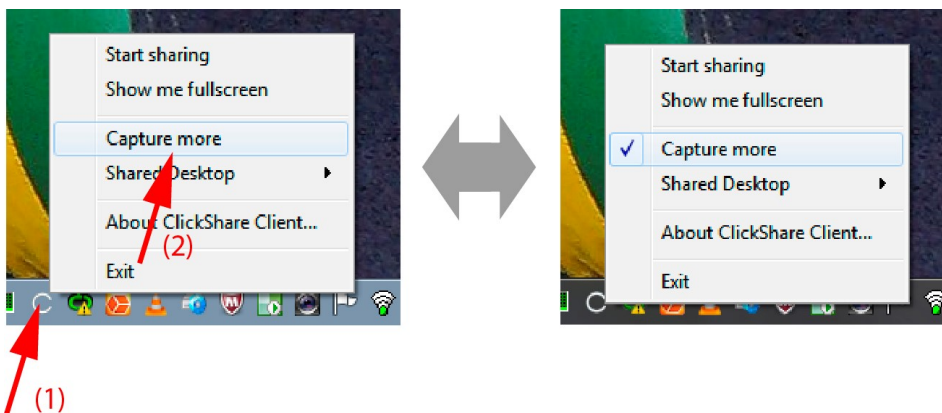 Start sharing
Show me fullscreen
Capture more
Shared Desktop
About ClickShare Client...
(2)
Exit
(1)
Start sharing
Show me fullscreen
Capture more
Shared Desktop
About ClickShare Client...
Exit